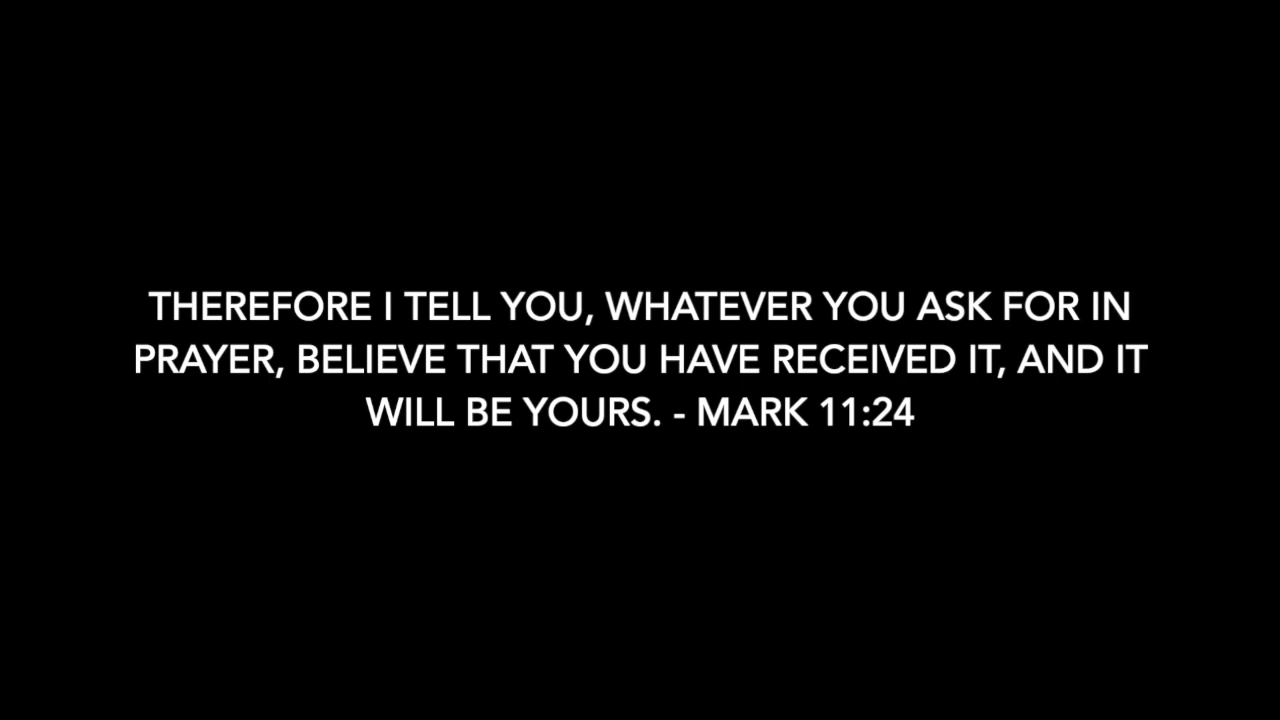 THEREFORE I TELL YOU, WHATEVER YOU ASK FOR IN
PRAYER, BELIEVE THAT YOU HAVE RECEIVED IT, AND IT
WILL BE YOURS. - MARK 11:24